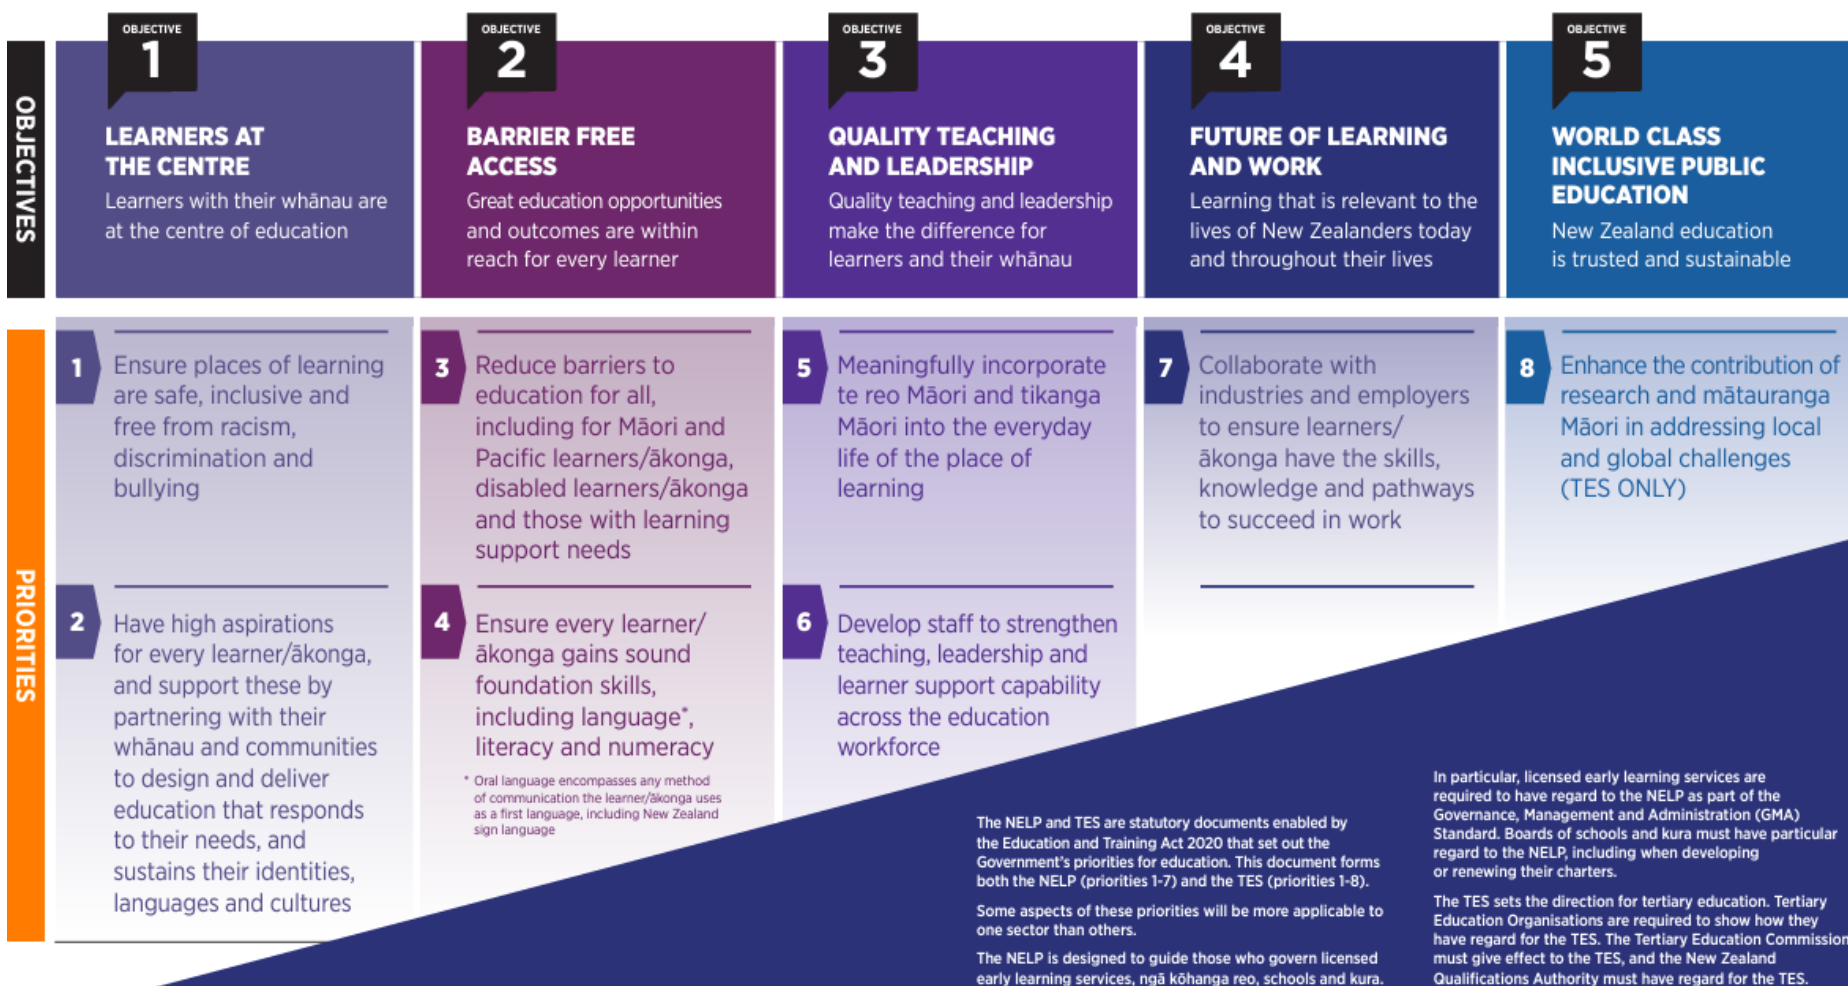 OBJECTIVES
OBJECTIVE
1
LEARNERS AT
THE CENTRE
Learners with their whānau are
at the centre of education
OBJECTIVE
2
BARRIER FREE
ACCESS
Great education opportunities
and outcomes are within
reach for every learner
OBJECTIVE
3
QUALITY TEACHING
AND LEADERSHIP
Quality teaching and leadership
make the difference for
learners and their whānau
OBJECTIVE
4
FUTURE OF LEARNING
AND WORK
Learning that is relevant to the
lives of New Zealanders today
and throughout their lives
OBJECTIVE
5
WORLD CLASS
INCLUSIVE PUBLIC
EDUCATION
New Zealand education
is trusted and sustainable
PRIORITIES
1
Ensure places of learning
are safe, inclusive and
free from racism,
discrimination and
bullying
2
Have high aspirations
for every learner/ākonga,
and support these by
partnering with their
whānau and communities
to design and deliver
education that responds
to their needs, and
sustains their identities,
languages and cultures
3
Reduce barriers to
education for all,
including for Māori and
Pacific learners/ākonga,
disabled learners/ākonga
and those with learning
support needs
4
Ensure every learner/
ākonga gains sound
foundation skills,
including language*,
literacy and numeracy
* Oral language encompasses any method
of communication the learner/ākonga uses
as a first language, including New Zealand
sign language
5
Meaningfully incorporate
te reo Māori and tikanga
Māori into the everyday
life of the place of
learning
6
Develop staff to strengthen
teaching, leadership and
learner support capability
across the education
workforce
7
Collaborate with
industries and employers
to ensure learners/
ākonga have the skills,
knowledge and pathways
to succeed in work
8
Enhance the contribution of
research and mātauranga
Māori in addressing local
and global challenges
(TES ONLY)
The NELP and TES are statutory documents enabled by
the Education and Training Act 2020 that set out the
Government's priorities for education. This document forms
both the NELP (priorities 1-7) and the TES (priorities 1-8).
Some aspects of these priorities will be more applicable to
one sector than others.
The NELP is designed to guide those who govern licensed
early learning services, ngā kōhanga reo, schools and kura.
In particular, licensed early learning services are
required to have regard to the NELP as part of the
Governance, Management and Administration (GMA)
Standard. Boards of schools and kura must have particular
regard to the NELP, including when developing
or renewing their charters.
The TES sets the direction for tertiary education. Tertiary
Education Organisations are required to show how they
have regard for the TES. The Tertiary Education Commission
must give effect to the TES, and the New Zealand
Qualifications Authority must have regard for the TES.